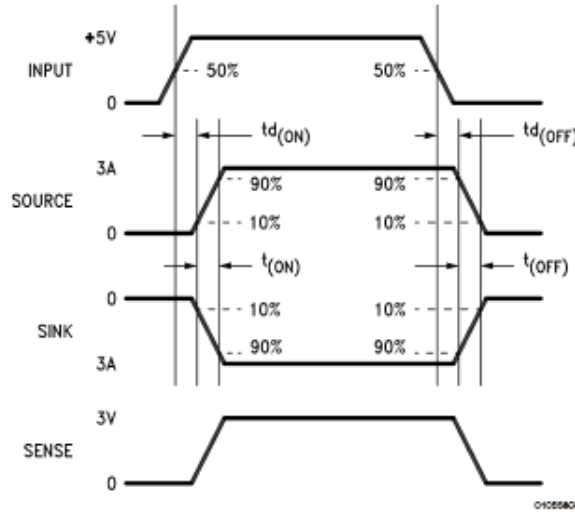 +5V
INPUT
50%
50%
0
td(ON)
td(OFF)
3A
90%
90%
SOURCE
10%
10%
0
t(ON)
t(OFF)
0
10%
10%
SINK
90%
90%
3A
3V
SENSE
0